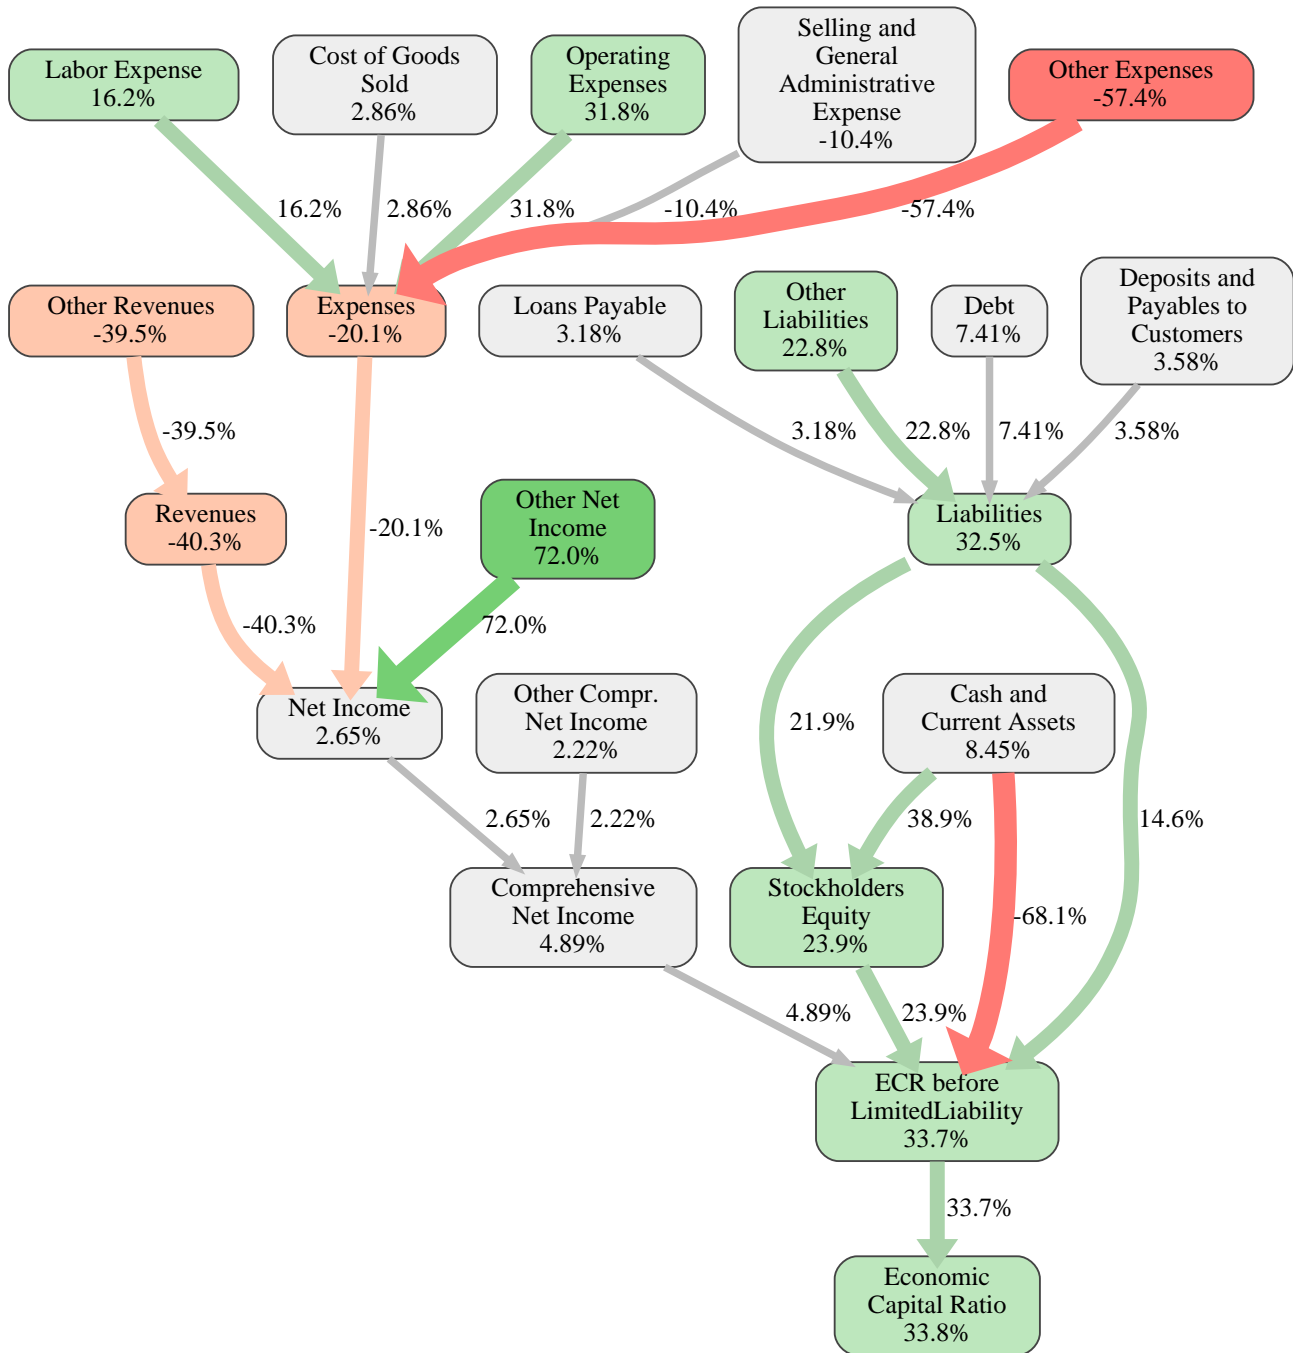 Labor Expense
16.2%
Cost of Goods
Sold
2.86%
Operating
Expenses
31.8%
Selling and
General
Administrative
Expense
-10.4%
Other Expenses
-57.4%
16.2%
2.86%
31.8%
-10.4%
-57.4%
Other Revenues
-39.5%
Expenses
-20.1%
Loans Payable
3.18%
Other
Liabilities
22.8%
Debt
7.41%
Deposits and
Payables to
Customers
3.58%
-39.5%
3.18%
22.8%
7.41%
3.58%
Revenues
-40.3%
-20.1%
Other Net
Income
72.0%
Liabilities
32.5%
-40.3%
72.0%
Net Income
2.65%
Other Compr.
Net Income
2.22%
21.9%
Cash and
Current Assets
8.45%
2.65%
2.22%
38.9%
14.6%
Comprehensive
Net Income
4.89%
Stockholders
Equity
23.9%
-68.1%
4.89%
23.9%
ECR before
LimitedLiability
33.7%
33.7%
Economic
Capital Ratio
33.8%